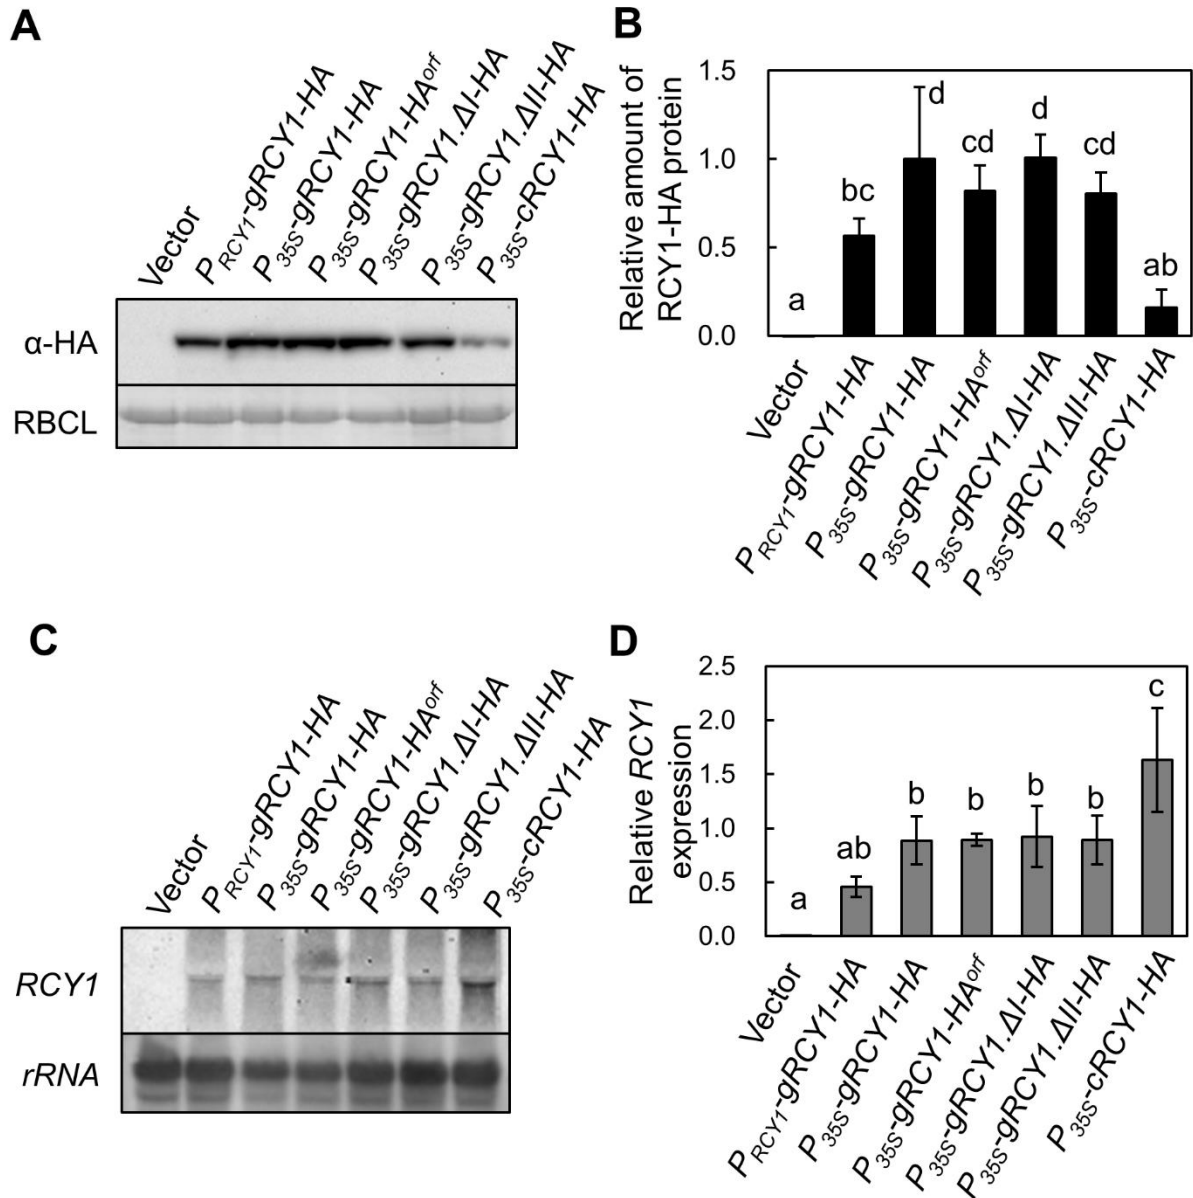 A
Vector
PRCY1-gRCY1-HA
P35S-gRCY1-HA
P35S-gRCY1-HAorf
P35S-gRCY1.ΔI-HA
P35S-gRCY1.ΔII-HA
P35S-cRCY1-HA
α-HA
RBCL
B
Relative amount of
RCY1-HA protein
1.5
1.0
0.5
0.0
a
bc
d
cd
d
cd
ab
Vector
PRCY1-gRCY1-HA
P35S-gRCY1-HA
P35S-gRCY1-HAorf
P35S-gRCY1.ΔI-HA
P35S-gRCY1.ΔII-HA
P35S-cRCY1-HA
C
Vector
PRCY1-gRCY1-HA
P35S-gRCY1-HA
P35S-gRCY1-HAorf
P35S-gRCY1.ΔI-HA
P35S-gRCY1.ΔII-HA
P35S-cRCY1-HA
RCY1
rRNA
D
Relative RCY1
expression
2.5
2.0
1.5
1.0
0.5
0.0
a
ab
b
b
b
b
c
Vector
PRCY1-gRCY1-HA
P35S-gRCY1-HA
P35S-gRCY1-HAorf
P35S-gRCY1.ΔI-HA
P35S-gRCY1.ΔII-HA
P35S-cRCY1-HA